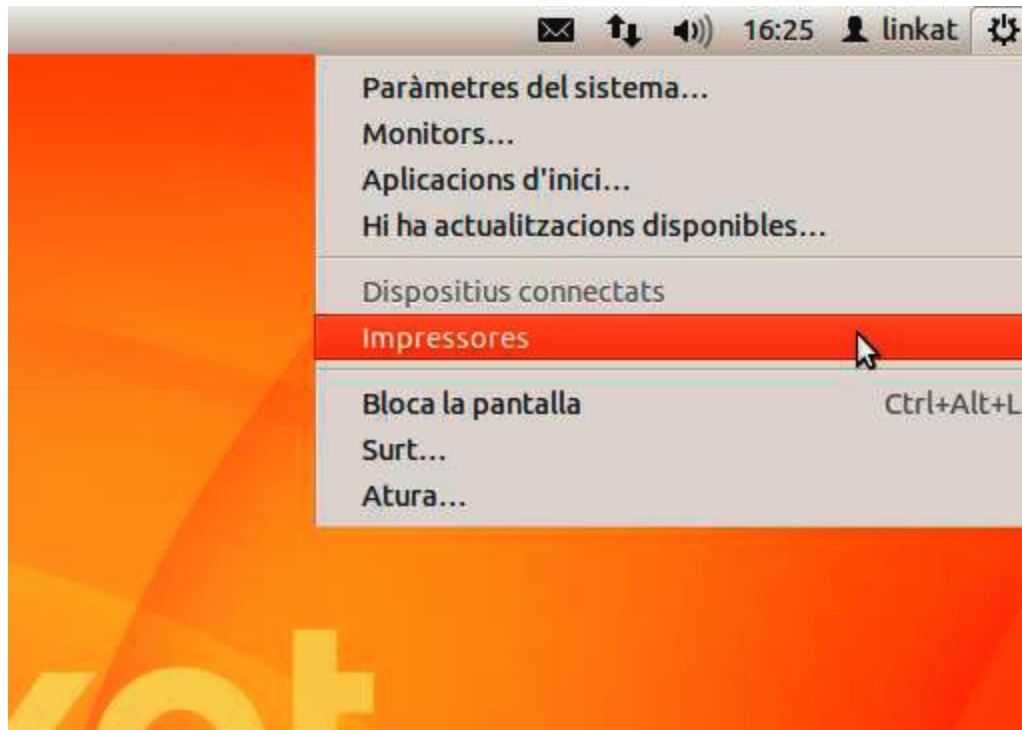 16:25 linkat
Paràmetres del sistema...
Monitors...
Aplicacions d'inici...
Hi ha actualitzacions disponibles...
Dispositius connectats
Impressores
Bloca la pantalla Ctrl+Alt+L
Surt...
Atura...